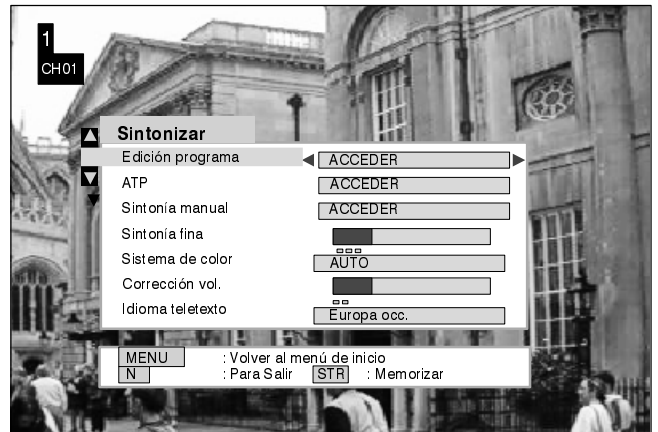 1
CH01
Sintonizar
Edición programa ACCEDER
ATP ACCEDER
Sintonía manual ACCEDER
Sintonía fina
Sistema de color AUTO
Corrección vol.
Idioma teletexto Europa occ.
MENU : Volver al menú de inicio
N : Para Salir STR : Memorizar